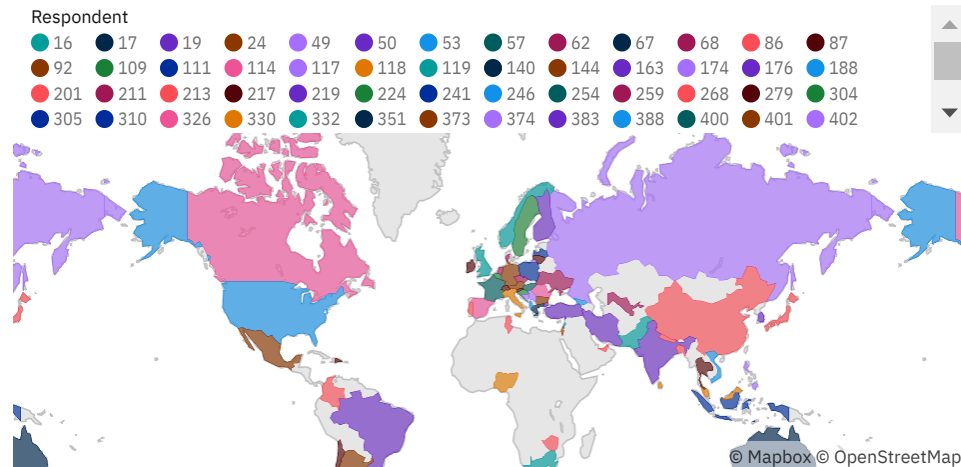 Respondent
16 17 19 24 49 50 53 57 62 67 68 86 87
92 109 111 114 117 118 119 140 144 163 174 176 188
201 211 213 217 219 224 241 246 254 259 268 279 304
305 310 326 330 332 351 373 374 383 388 400 401 402
© Mapbox © OpenStreetMap